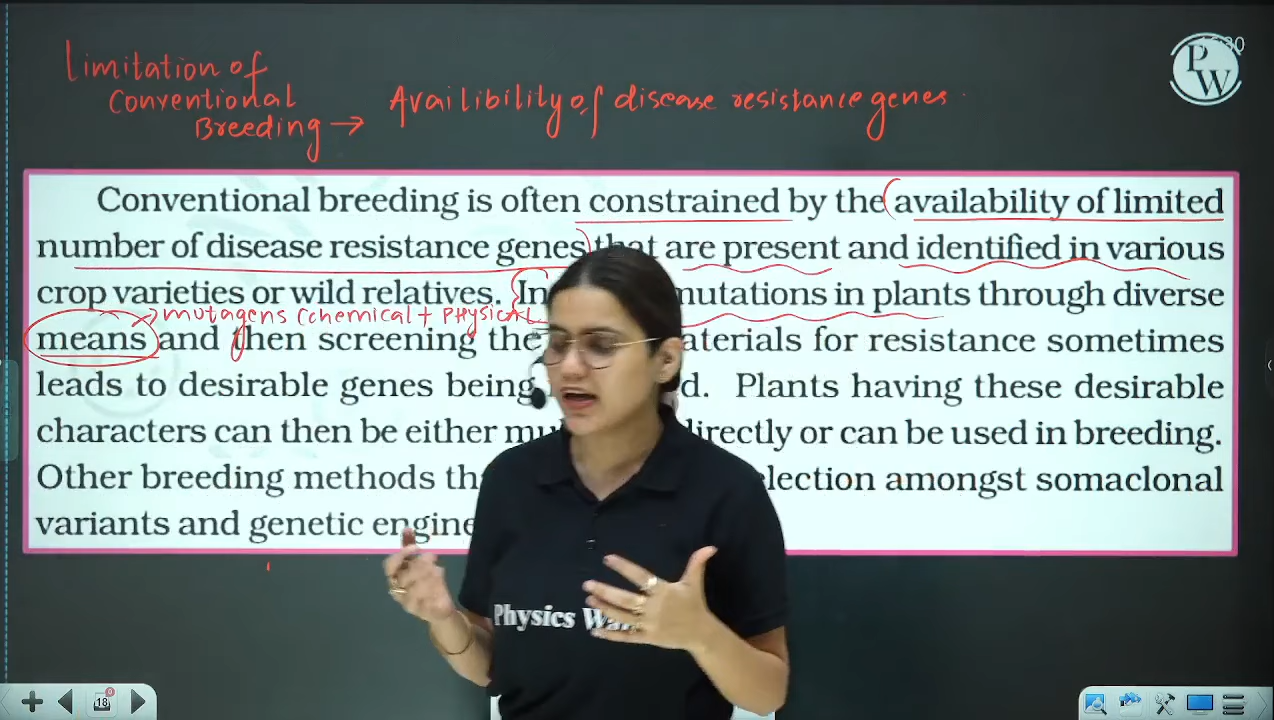 Limitation of
Conventional
Breeding → Availibility of disease resistance genes
PW
Conventional breeding is often constrained by the availability of limited
number of disease resistance genes that are present and identified in various
crop varieties or wild relatives. In mutations in plants through diverse
mutagens (chemical + Physical
means and then screening the materials for resistance sometimes
leads to desirable genes being d. Plants having these desirable
characters can then be either directly or can be used in breeding.
Other breeding methods selection amongst somaclonal
variants and genetic
Physics
18